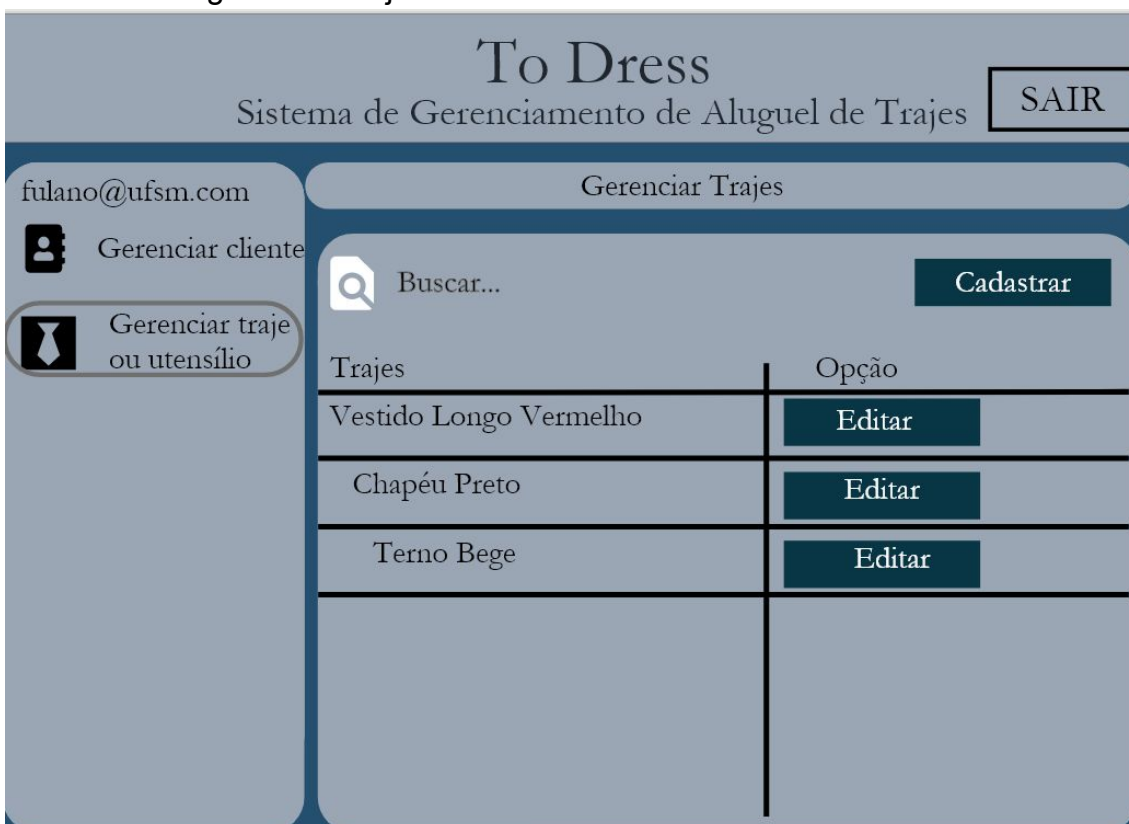 To Dress
Sistema de Gerenciamento de Aluguel de Trajes
SAIR
fulano@ufsm.com
Gerenciar cliente
Gerenciar traje
ou utensílio
Gerenciar Trajes
Buscar...
Cadastrar
Trajes
Opção
Vestido Longo Vermelho
Editar
Chapéu Preto
Editar
Terno Bege
Editar